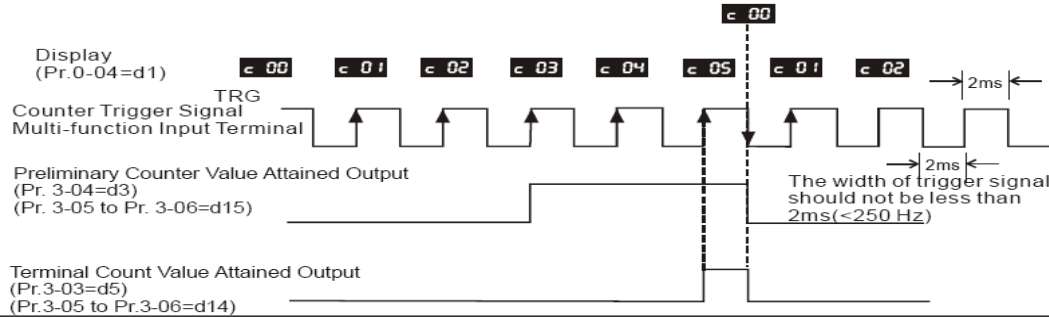 c 00
Display
(Pr.0-04=d1)
c 00 c 01 c 02 c 03 c 04 c 05 c 01 c 02
2ms
TRG
Counter Trigger Signal
Multi-function Input Terminal
2ms
Preliminary Counter Value Attained Output
(Pr. 3-04=d3)
(Pr. 3-05 to Pr. 3-06=d15)
The width of trigger signal
should not be less than
2ms(<250 Hz)
Terminal Count Value Attained Output
(Pr.3-03=d5)
(Pr.3-05 to Pr.3-06=d14)